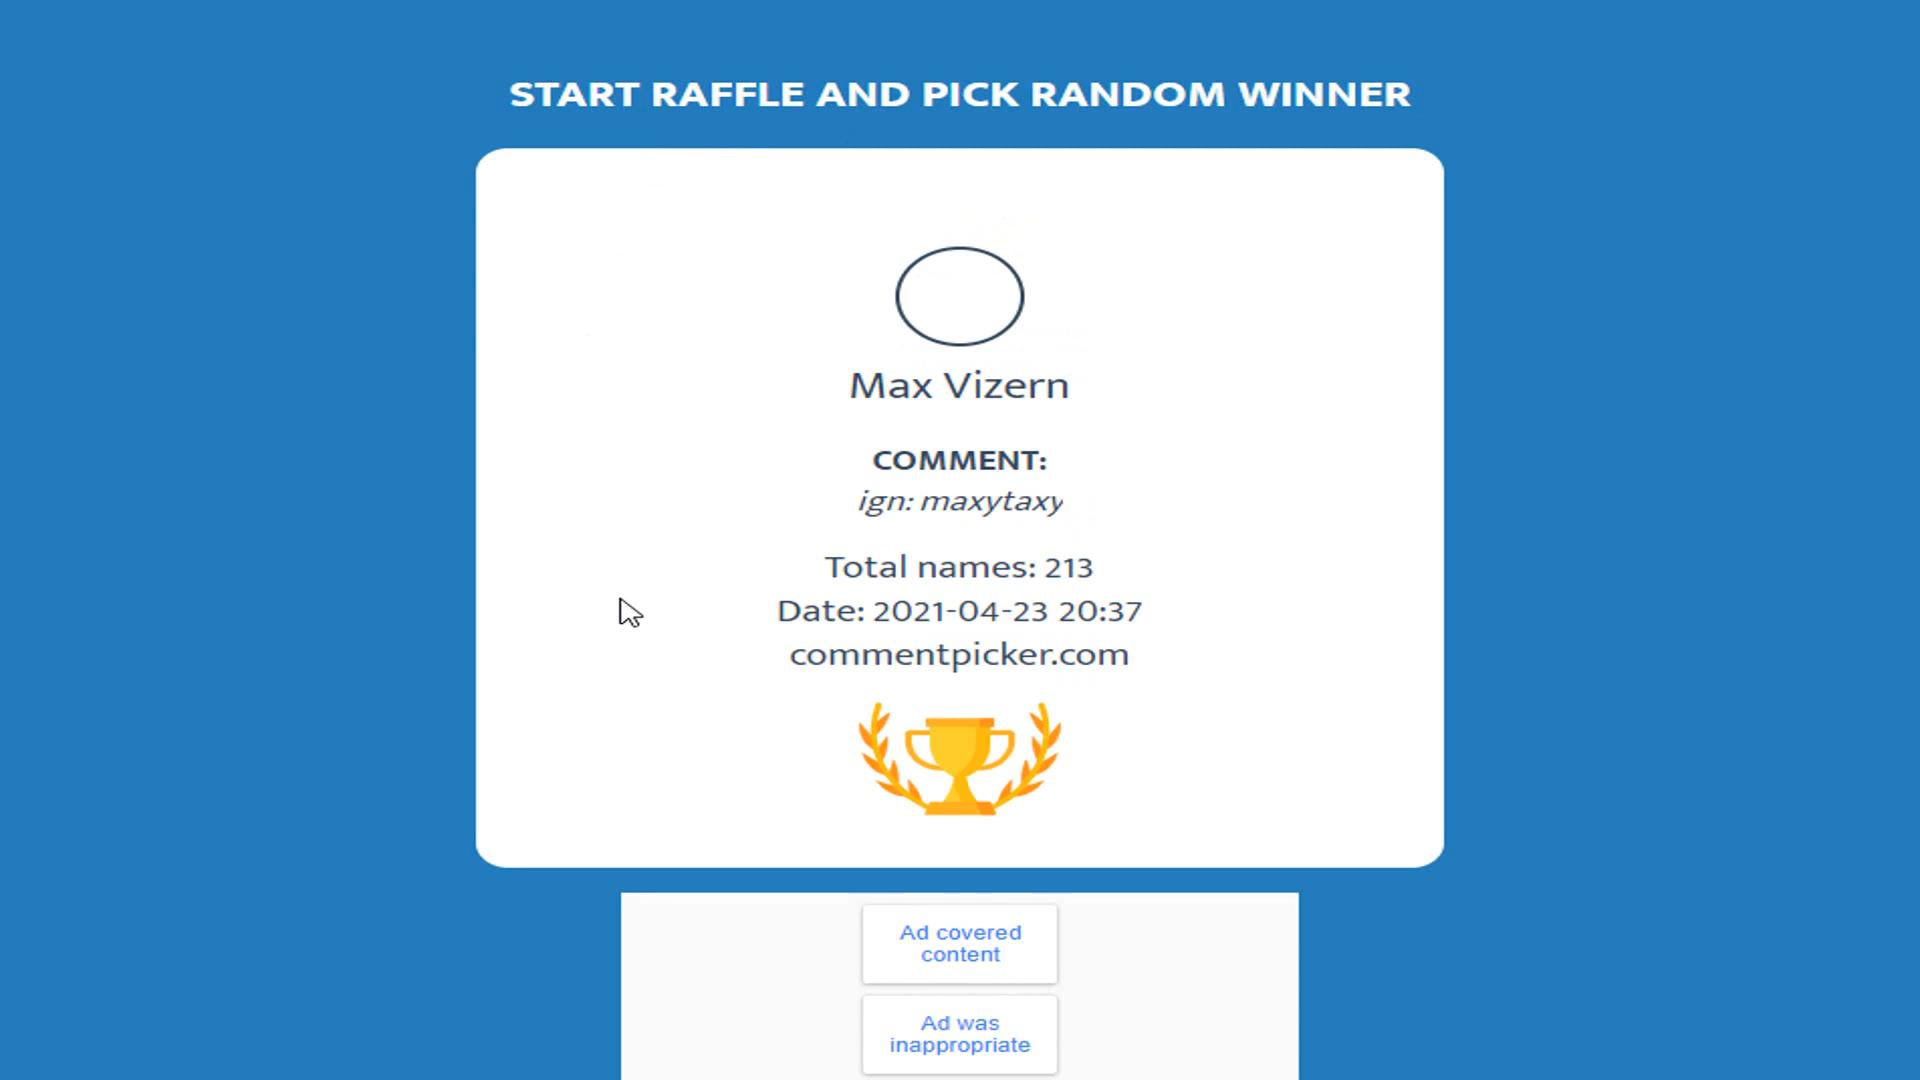 START RAFFLE AND PICK RANDOM WINNER
Max Vizern
COMMENT:
ign: maxytaxy
Total names: 213
Date: 2021-04-23 20:37
commentpicker.com
Ad covered
content
Ad was
inappropriate